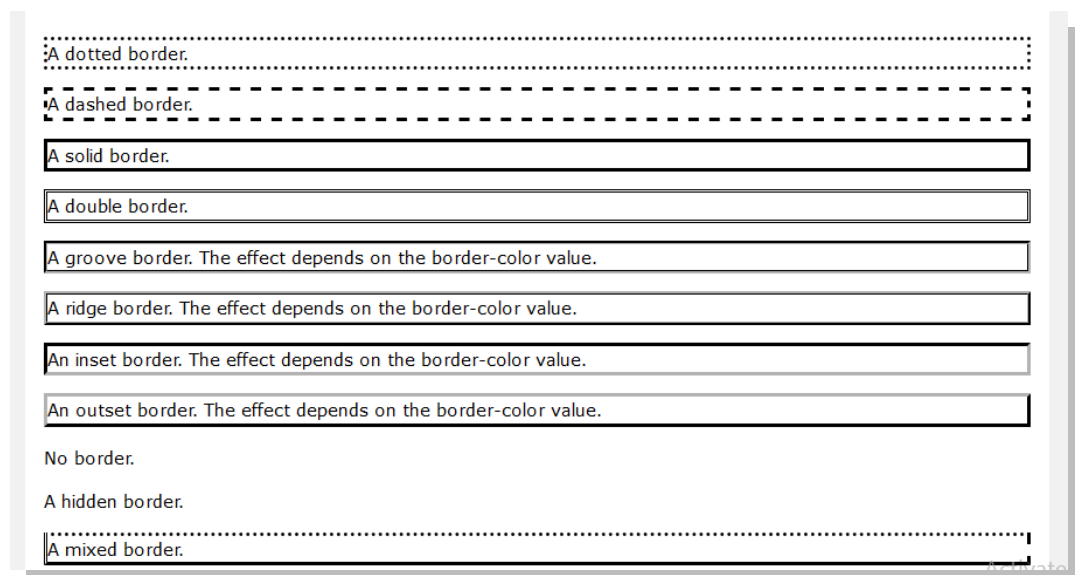 A dotted border.
A dashed border.
A solid border.
A double border.
A groove border. The effect depends on the border-color value.
A ridge border. The effect depends on the border-color value.
An inset border. The effect depends on the border-color value.
An outset border. The effect depends on the border-color value.
No border.
A hidden border.
A mixed border.